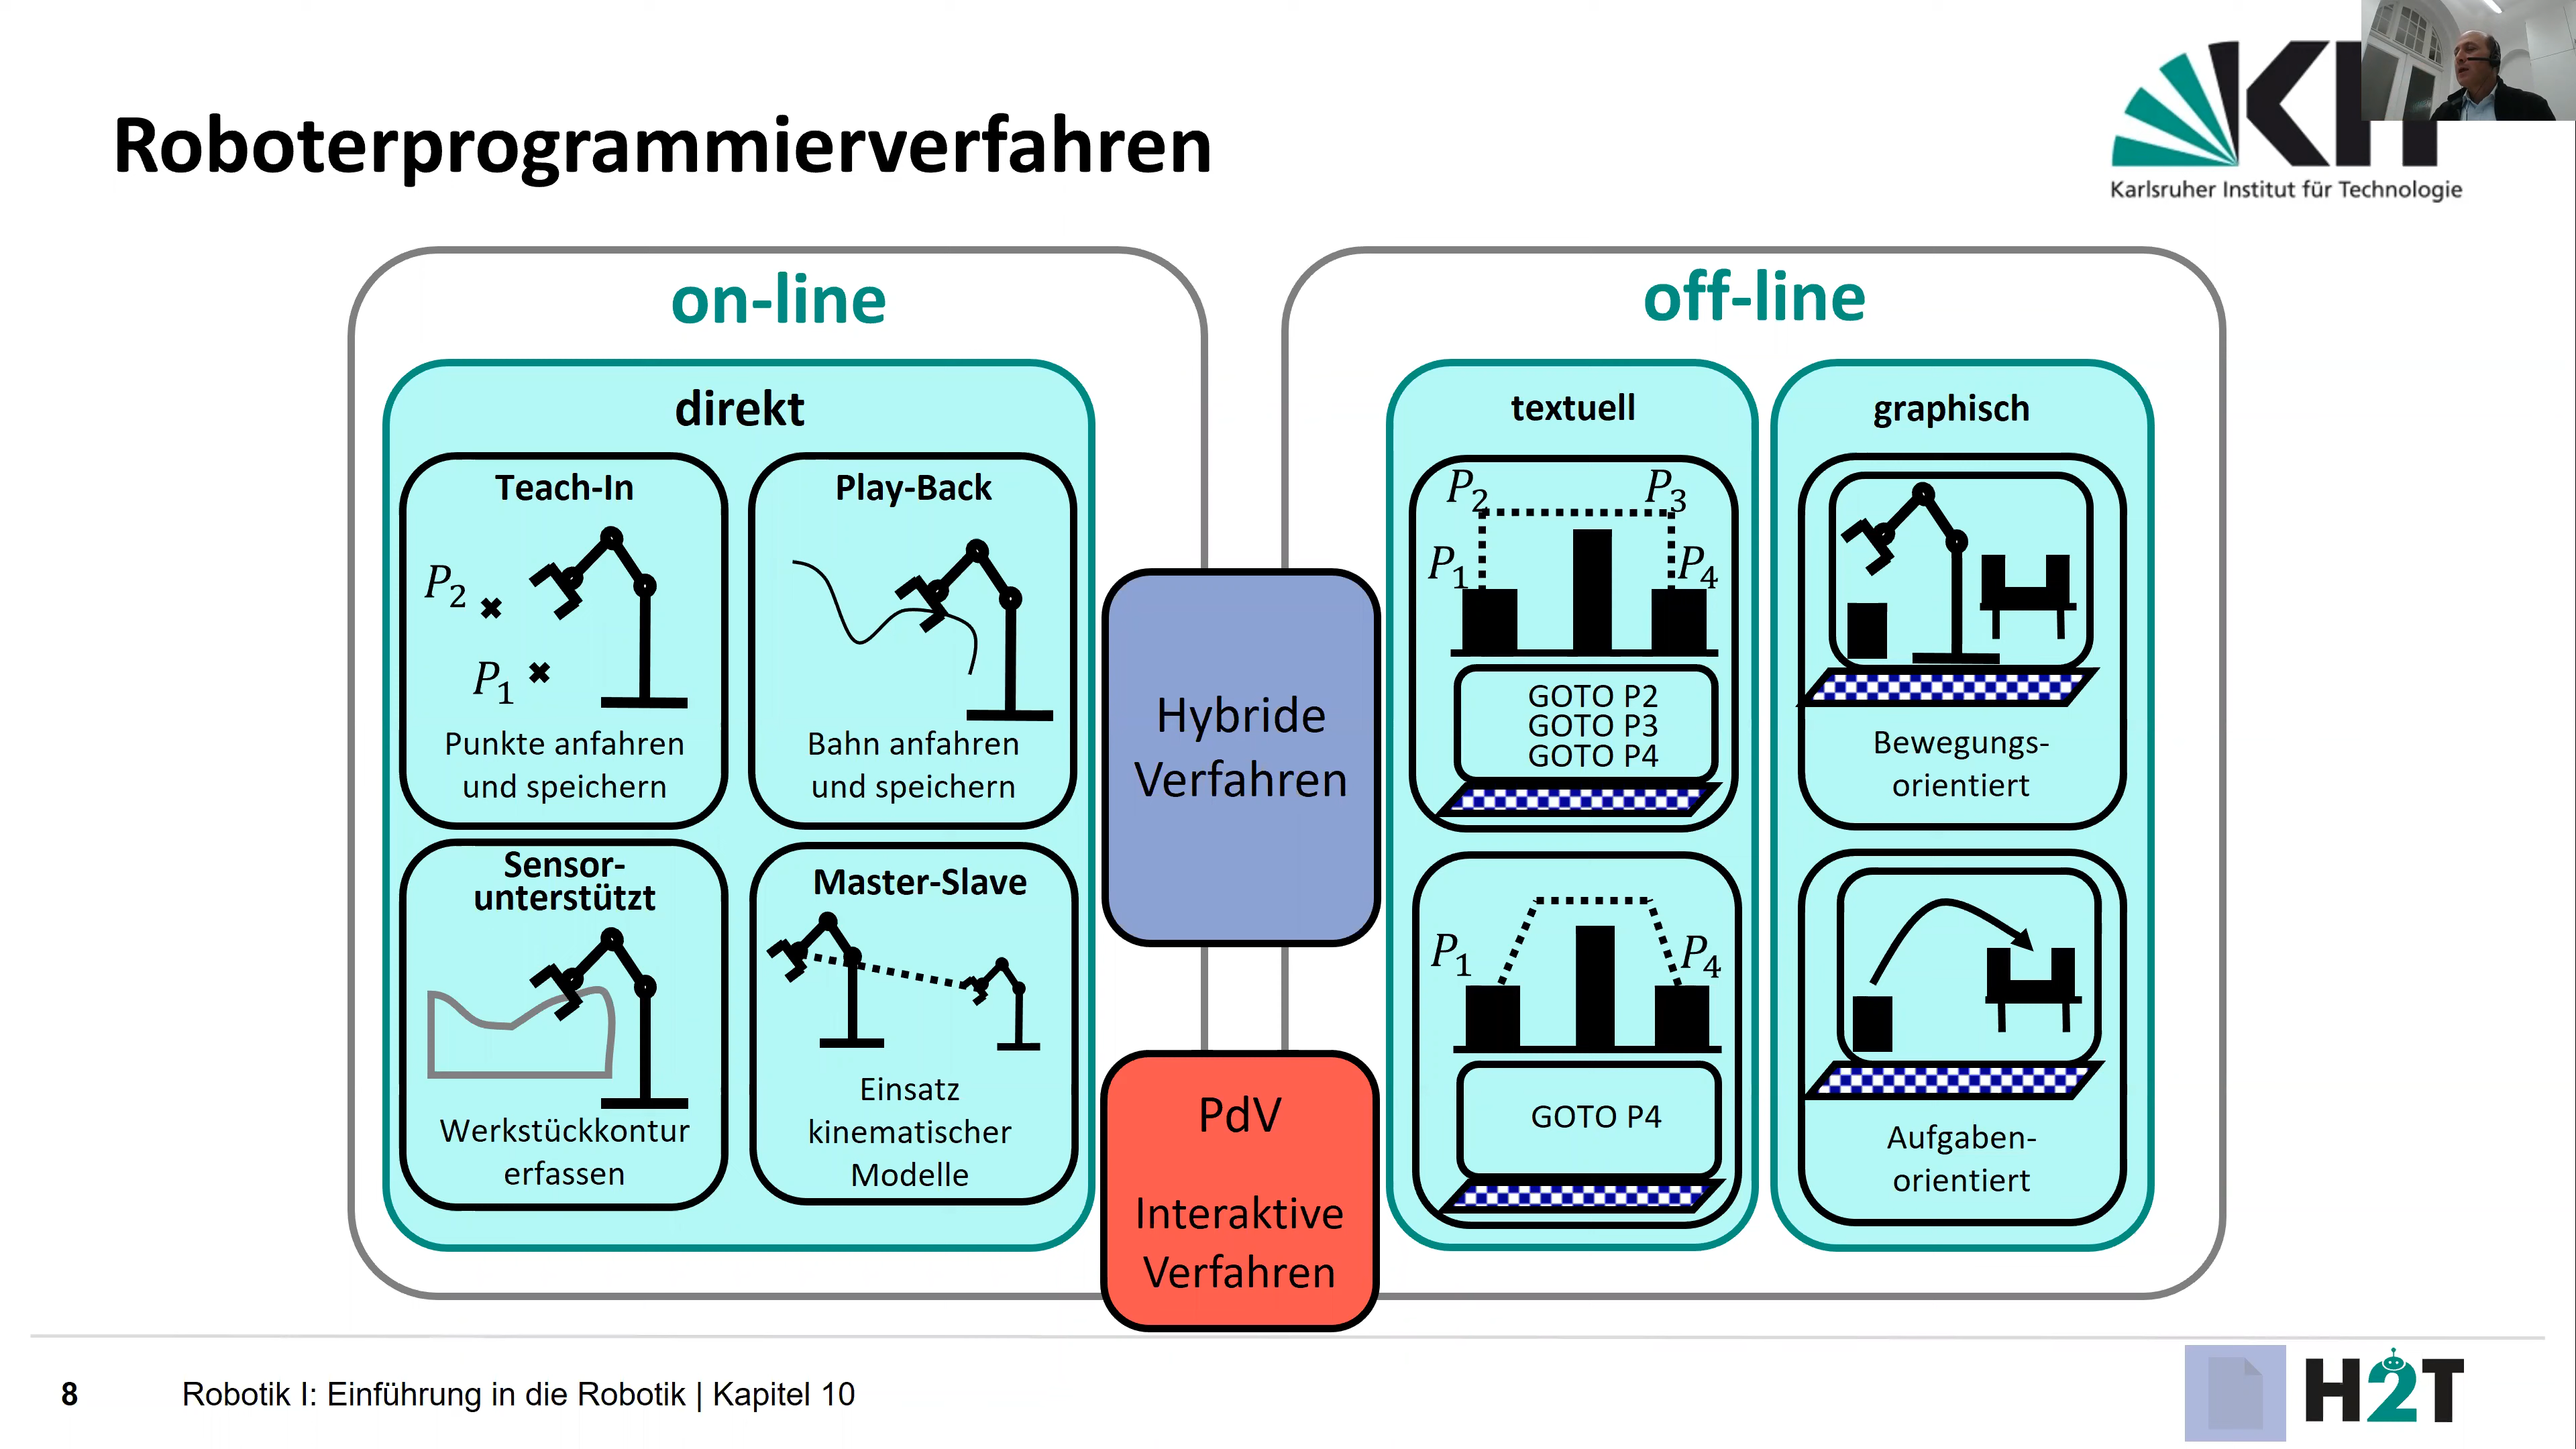 Roboterprogrammierverfahren
KIT
Karlsruher Institut für Technologie
on-line
direkt
Teach-In
P2
P1
Punkte anfahren
und speichern
Play-Back
Bahn anfahren
und speichern
Sensor-
unterstützt
Werkstückkontur
erfassen
Master-Slave
Einsatz
kinematischer
Modelle
Hybride
Verfahren
PdV
Interaktive
Verfahren
off-line
textuell
P2 P3
P1 P4
GOTO P2
GOTO P3
GOTO P4
P1 P4
GOTO P4
graphisch
Bewegungs-
orientiert
Aufgaben-
orientiert
8 Robotik I: Einführung in die Robotik | Kapitel 10
H2T